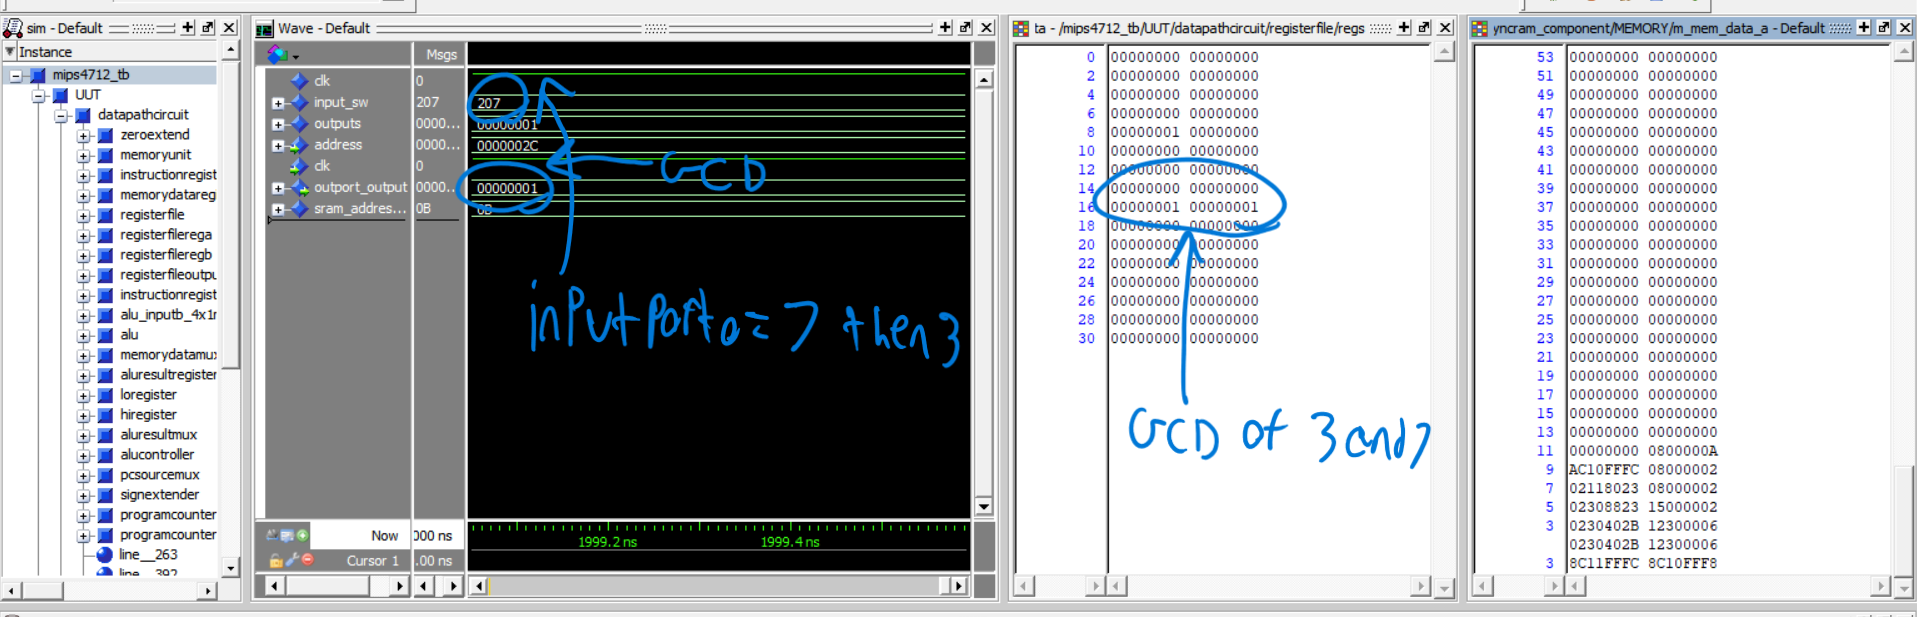 sim - Default
Instance
mips4712_tb
UUT
datapathcircuit
zeroextend
memoryunit
instructionregist
memorydatareg
registerfile
registerfilerega
registerfileregb
registerfileoutpu
instructionregist
alu_inputb_4x1r
alu
memorydatamu
aluresultregister
loregister
hiregister
aluresultmux
alucontroller
pcsourcemux
signextender
programcounter
programcounter
line__263
line__392
Wave - Default
Msgs
clk 0
input_sw 207 207
outputs 0000... 00000001
address 0000... 0000002C
clk 0
outport_output 0000... 00000001
sram_addres... 0B 0B
GCD
inputport0 = 7 then 3
Now 000 ns
1999.2 ns 1999.4 ns
Cursor 1 .00 ns
ta - /mips4712_tb/UUT/datapathcircuit/registerfile/regs
0 00000000 00000000
2 00000000 00000000
4 00000000 00000000
6 00000000 00000000
8 00000001 00000000
10 00000000 00000000
12 00000000 00000000
14 00000000 00000000
16 00000001 00000001
18 00000000 00000000
20 00000000 00000000
22 00000000 00000000
24 00000000 00000000
26 00000000 00000000
28 00000000 00000000
30 00000000 00000000
GCD of 3 and 7
yncram_component/MEMORY/m_mem_data_a - Default
53 00000000 00000000
51 00000000 00000000
49 00000000 00000000
47 00000000 00000000
45 00000000 00000000
43 00000000 00000000
41 00000000 00000000
39 00000000 00000000
37 00000000 00000000
35 00000000 00000000
33 00000000 00000000
31 00000000 00000000
29 00000000 00000000
27 00000000 00000000
25 00000000 00000000
23 00000000 00000000
21 00000000 00000000
19 00000000 00000000
17 00000000 00000000
15 00000000 00000000
13 00000000 00000000
11 00000000 0800000A
9 AC10FFFC 08000002
7 02118023 08000002
5 02308823 15000002
3 0230402B 12300006
0230402B 12300006
3 8C11FFFC 8C10FFF8